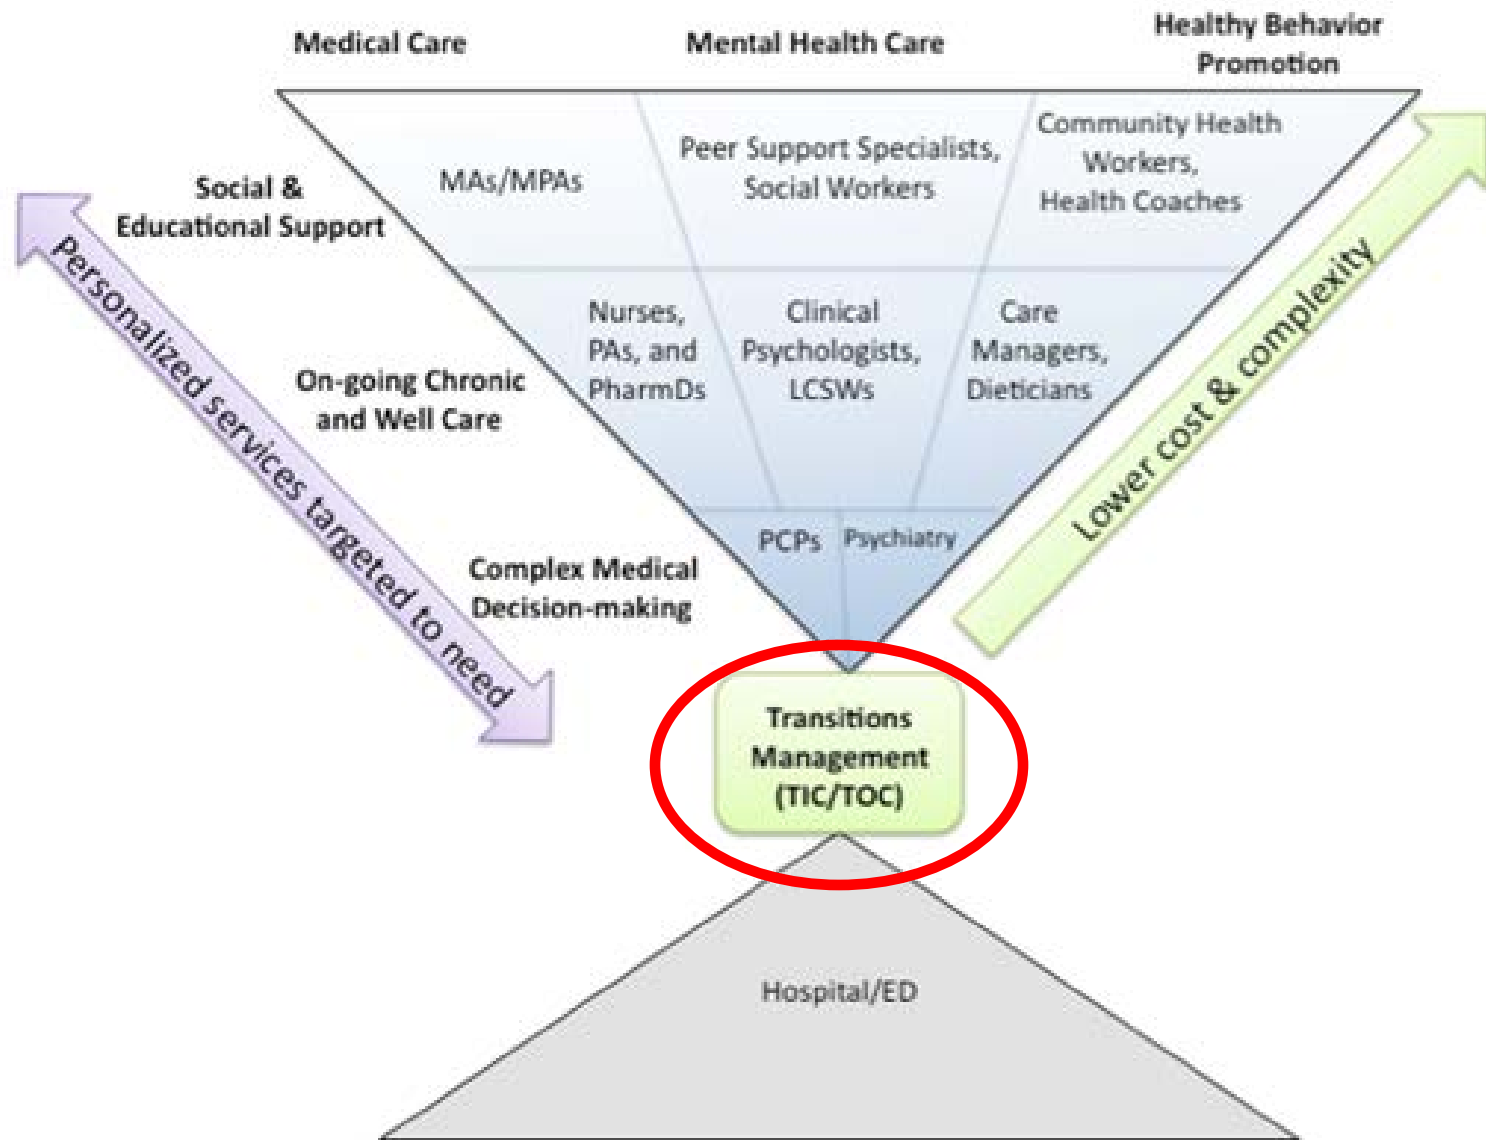 Medical Care
Mental Health Care
Healthy Behavior
Promotion
Social &
Educational Support
MAs/MPAs
Peer Support Specialists,
Social Workers
Community Health
Workers,
Health Coaches
On-going Chronic
and Well Care
Nurses,
PAs, and
PharmDs
Clinical
Psychologists,
LCSWs
Care
Managers,
Dieticians
Complex Medical
Decision-making
PCPs
Psychiatry
Personalized services targeted to need
Lower cost & complexity
Transitions
Management
(TIC/TOC)
Hospital/ED